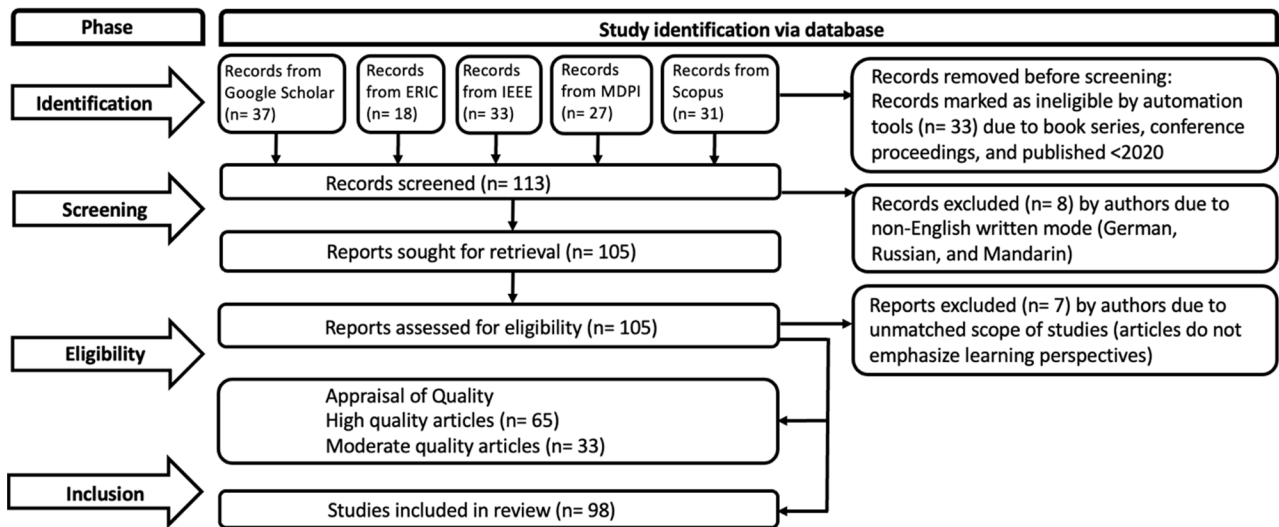 Phase
Study identification via database
Identification
Records from
Google Scholar
(n= 37)
Records
from ERIC
(n= 18)
Records
from IEEE
(n= 33)
Records
from MDPI
(n= 27)
Records from
Scopus
(n= 31)
Records removed before screening:
Records marked as ineligible by automation
tools (n= 33) due to book series, conference
proceedings, and published <2020
Screening
Records screened (n= 113)
Records excluded (n= 8) by authors due to
non-English written mode (German,
Russian, and Mandarin)
Reports sought for retrieval (n= 105)
Eligibility
Reports assessed for eligibility (n= 105)
Reports excluded (n= 7) by authors due to
unmatched scope of studies (articles do not
emphasize learning perspectives)
Appraisal of Quality
High quality articles (n= 65)
Moderate quality articles (n= 33)
Inclusion
Studies included in review (n= 98)